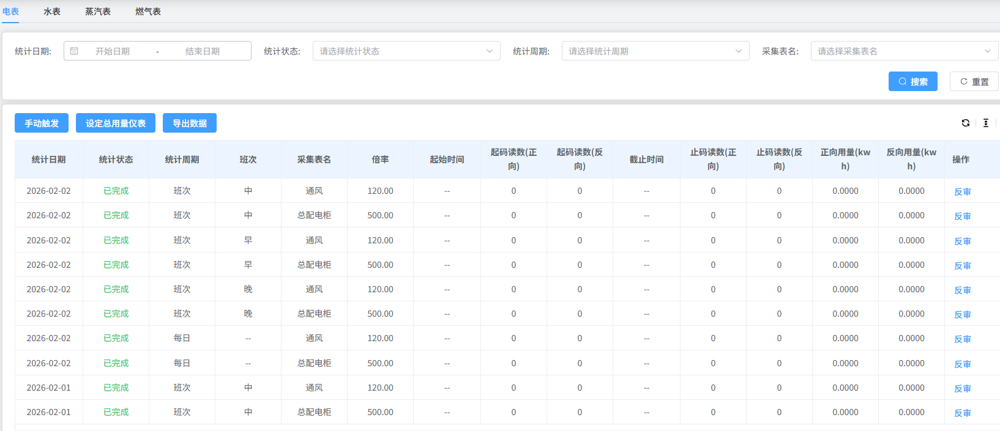 电表 水表 蒸汽表 燃气表
统计日期: 开始日期 - 结束日期 统计状态: 请选择统计状态 统计周期: 请选择统计周期 采集表名: 请选择采集表名
搜索 重置
手动触发 设定总用量仪表 导出数据
统计日期 统计状态 统计周期 班次 采集表名 倍率 起始时间 起码读数(正向) 起码读数(反向) 截止时间 止码读数(正向) 止码读数(反向) 正向用量(kwh) 反向用量(kwh) 操作
2026-02-02 已完成 班次 中 通风 120.00 -- 0 0 -- 0 0 0.0000 0.0000 反审
2026-02-02 已完成 班次 中 总配电柜 500.00 -- 0 0 -- 0 0 0.0000 0.0000 反审
2026-02-02 已完成 班次 早 通风 120.00 -- 0 0 -- 0 0 0.0000 0.0000 反审
2026-02-02 已完成 班次 早 总配电柜 500.00 -- 0 0 -- 0 0 0.0000 0.0000 反审
2026-02-02 已完成 班次 晚 通风 120.00 -- 0 0 -- 0 0 0.0000 0.0000 反审
2026-02-02 已完成 班次 晚 总配电柜 500.00 -- 0 0 -- 0 0 0.0000 0.0000 反审
2026-02-02 已完成 每日 -- 通风 120.00 -- 0 0 -- 0 0 0.0000 0.0000 反审
2026-02-02 已完成 每日 -- 总配电柜 500.00 -- 0 0 -- 0 0 0.0000 0.0000 反审
2026-02-01 已完成 班次 中 通风 120.00 -- 0 0 -- 0 0 0.0000 0.0000 反审
2026-02-01 已完成 班次 中 总配电柜 500.00 -- 0 0 -- 0 0 0.0000 0.0000 反审